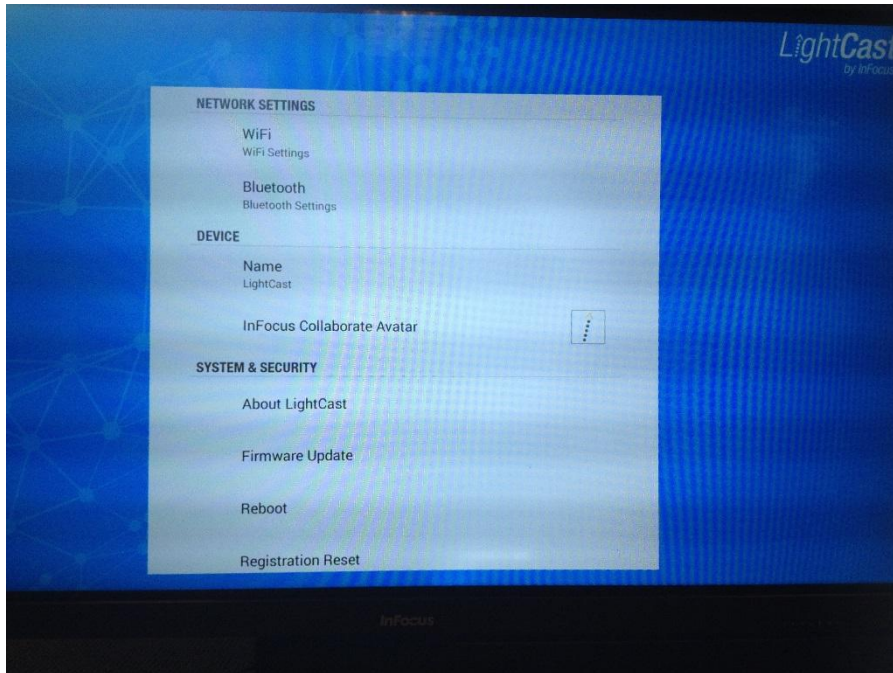 LightCast
by InFocus
NETWORK SETTINGS
WiFi
WiFi Settings
Bluetooth
Bluetooth Settings
DEVICE
Name
LightCast
InFocus Collaborate Avatar
SYSTEM & SECURITY
About LightCast
Firmware Update
Reboot
Registration Reset
InFocus